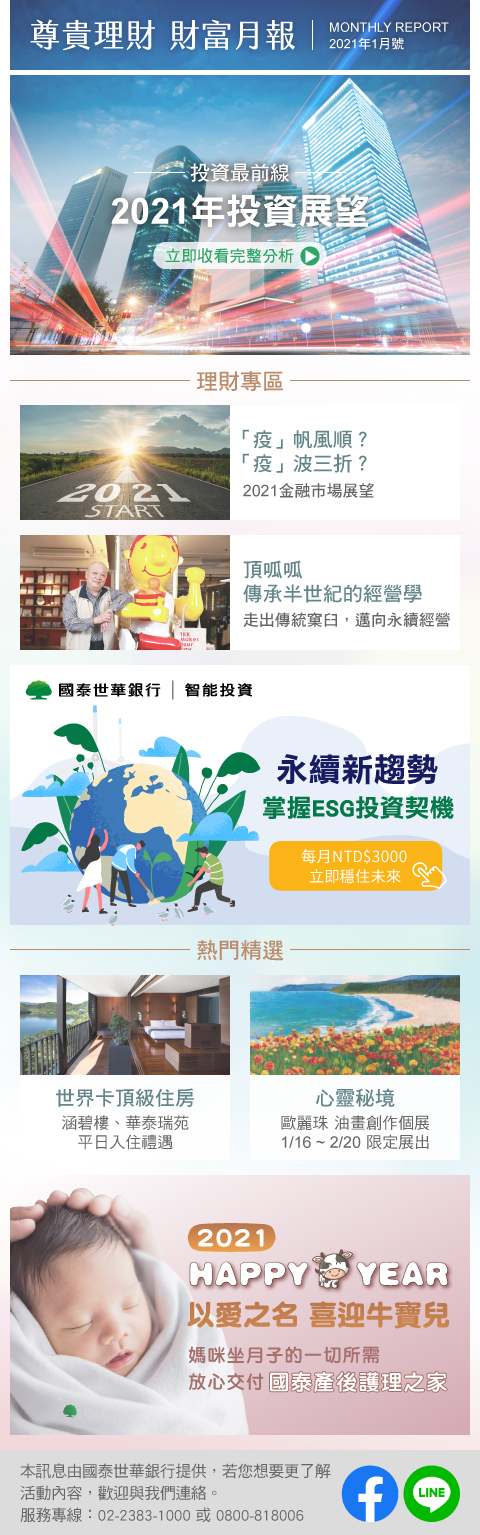 尊貴理財 財富月報
MONTHLY REPORT
2021年1月號
投資最前線
2021年投資展望
立即收看完整分析
理財專區
2021
START
「疫」帆風順？
「疫」波三折？
2021金融市場展望
頂呱呱
傳承半世紀的經營學
走出傳統窠臼，邁向永續經營
國泰世華銀行｜智能投資
永續新趨勢
掌握ESG投資契機
每月NTD$3000
立即穩住未來
熱門精選
世界卡頂級住房
涵碧樓、華泰瑞苑
平日入住禮遇
心靈秘境
歐麗珠 油畫創作個展
1/16 ~ 2/20 限定展出
2021
HAPPY YEAR
以愛之名 喜迎牛寶兒
媽咪坐月子的一切所需
放心交付 國泰產後護理之家
本訊息由國泰世華銀行提供，若您想要更了解
活動內容，歡迎與我們連絡。
服務專線：02-2383-1000 或 0800-818006
LINE